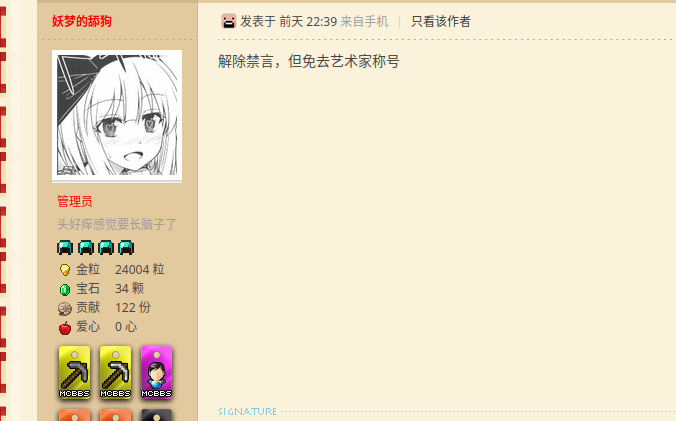 妖梦的舔狗
发表于 前天 22:39 来自手机 | 只看该作者
解除禁言，但免去艺术家称号
管理员
头好痒感觉要长脑子了
金粒 24004 粒
宝石 34 颗
贡献 122 份
爱心 0 心
MCBBS MCBBS MCBBS
SIGNATURE